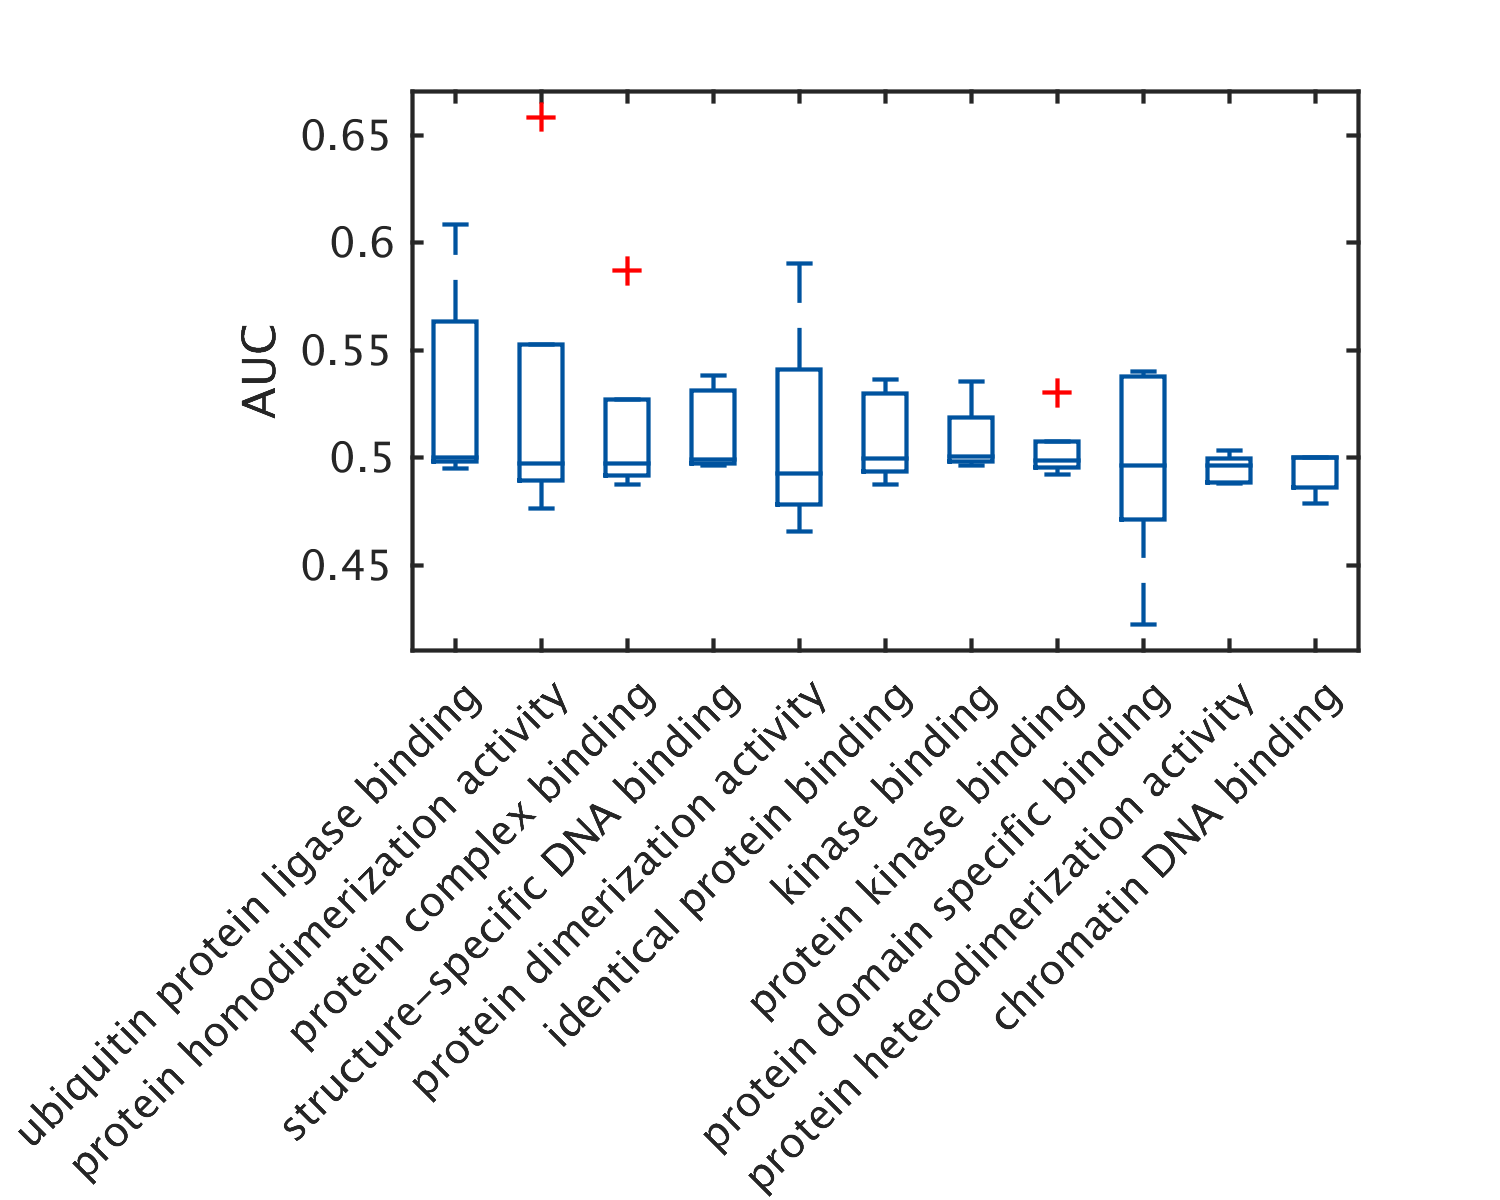 AUC
0.65
0.6
0.55
0.5
0.45
ubiquitin protein ligase binding
protein homodimerization activity
protein complex binding
structure–specific DNA binding
protein dimerization activity
identical protein binding
kinase binding
protein kinase binding
protein domain specific binding
protein heterodimerization activity
chromatin DNA binding